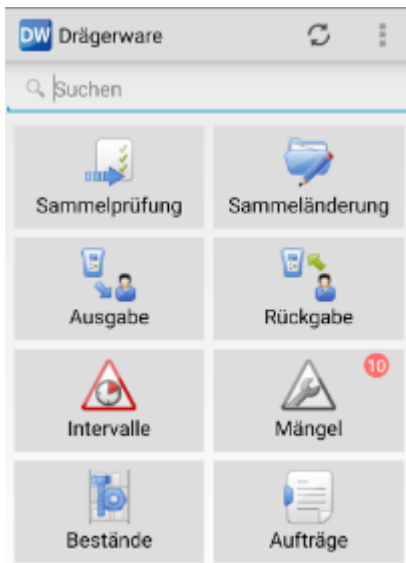 DW Drägerware
Suchen
Sammelprüfung Sammeländerung
Ausgabe Rückgabe
10
Intervalle Mängel
Bestände Aufträge